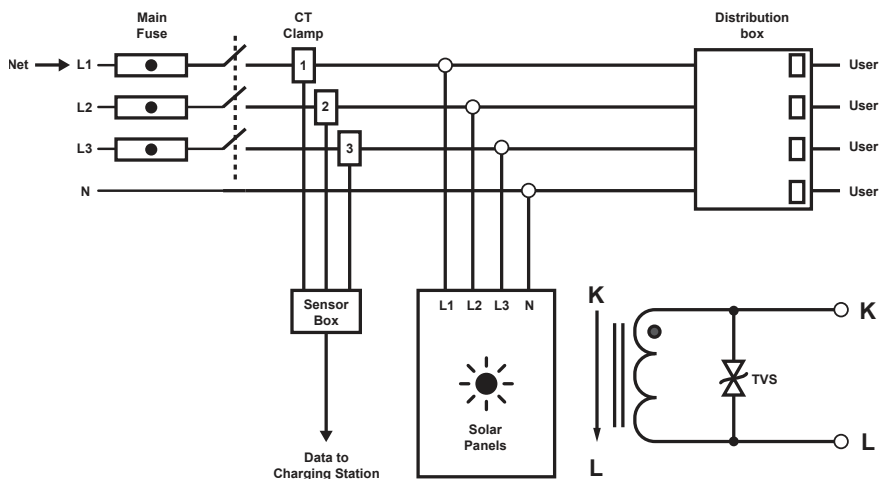 Main
Fuse
CT
Clamp
Distribution
box
Net
L1
1
User
L2
2
User
L3
3
User
N
User
Sensor
Box
L1 L2 L3 N
Solar
Panels
Data to
Charging Station
K
L
K
TVS
L